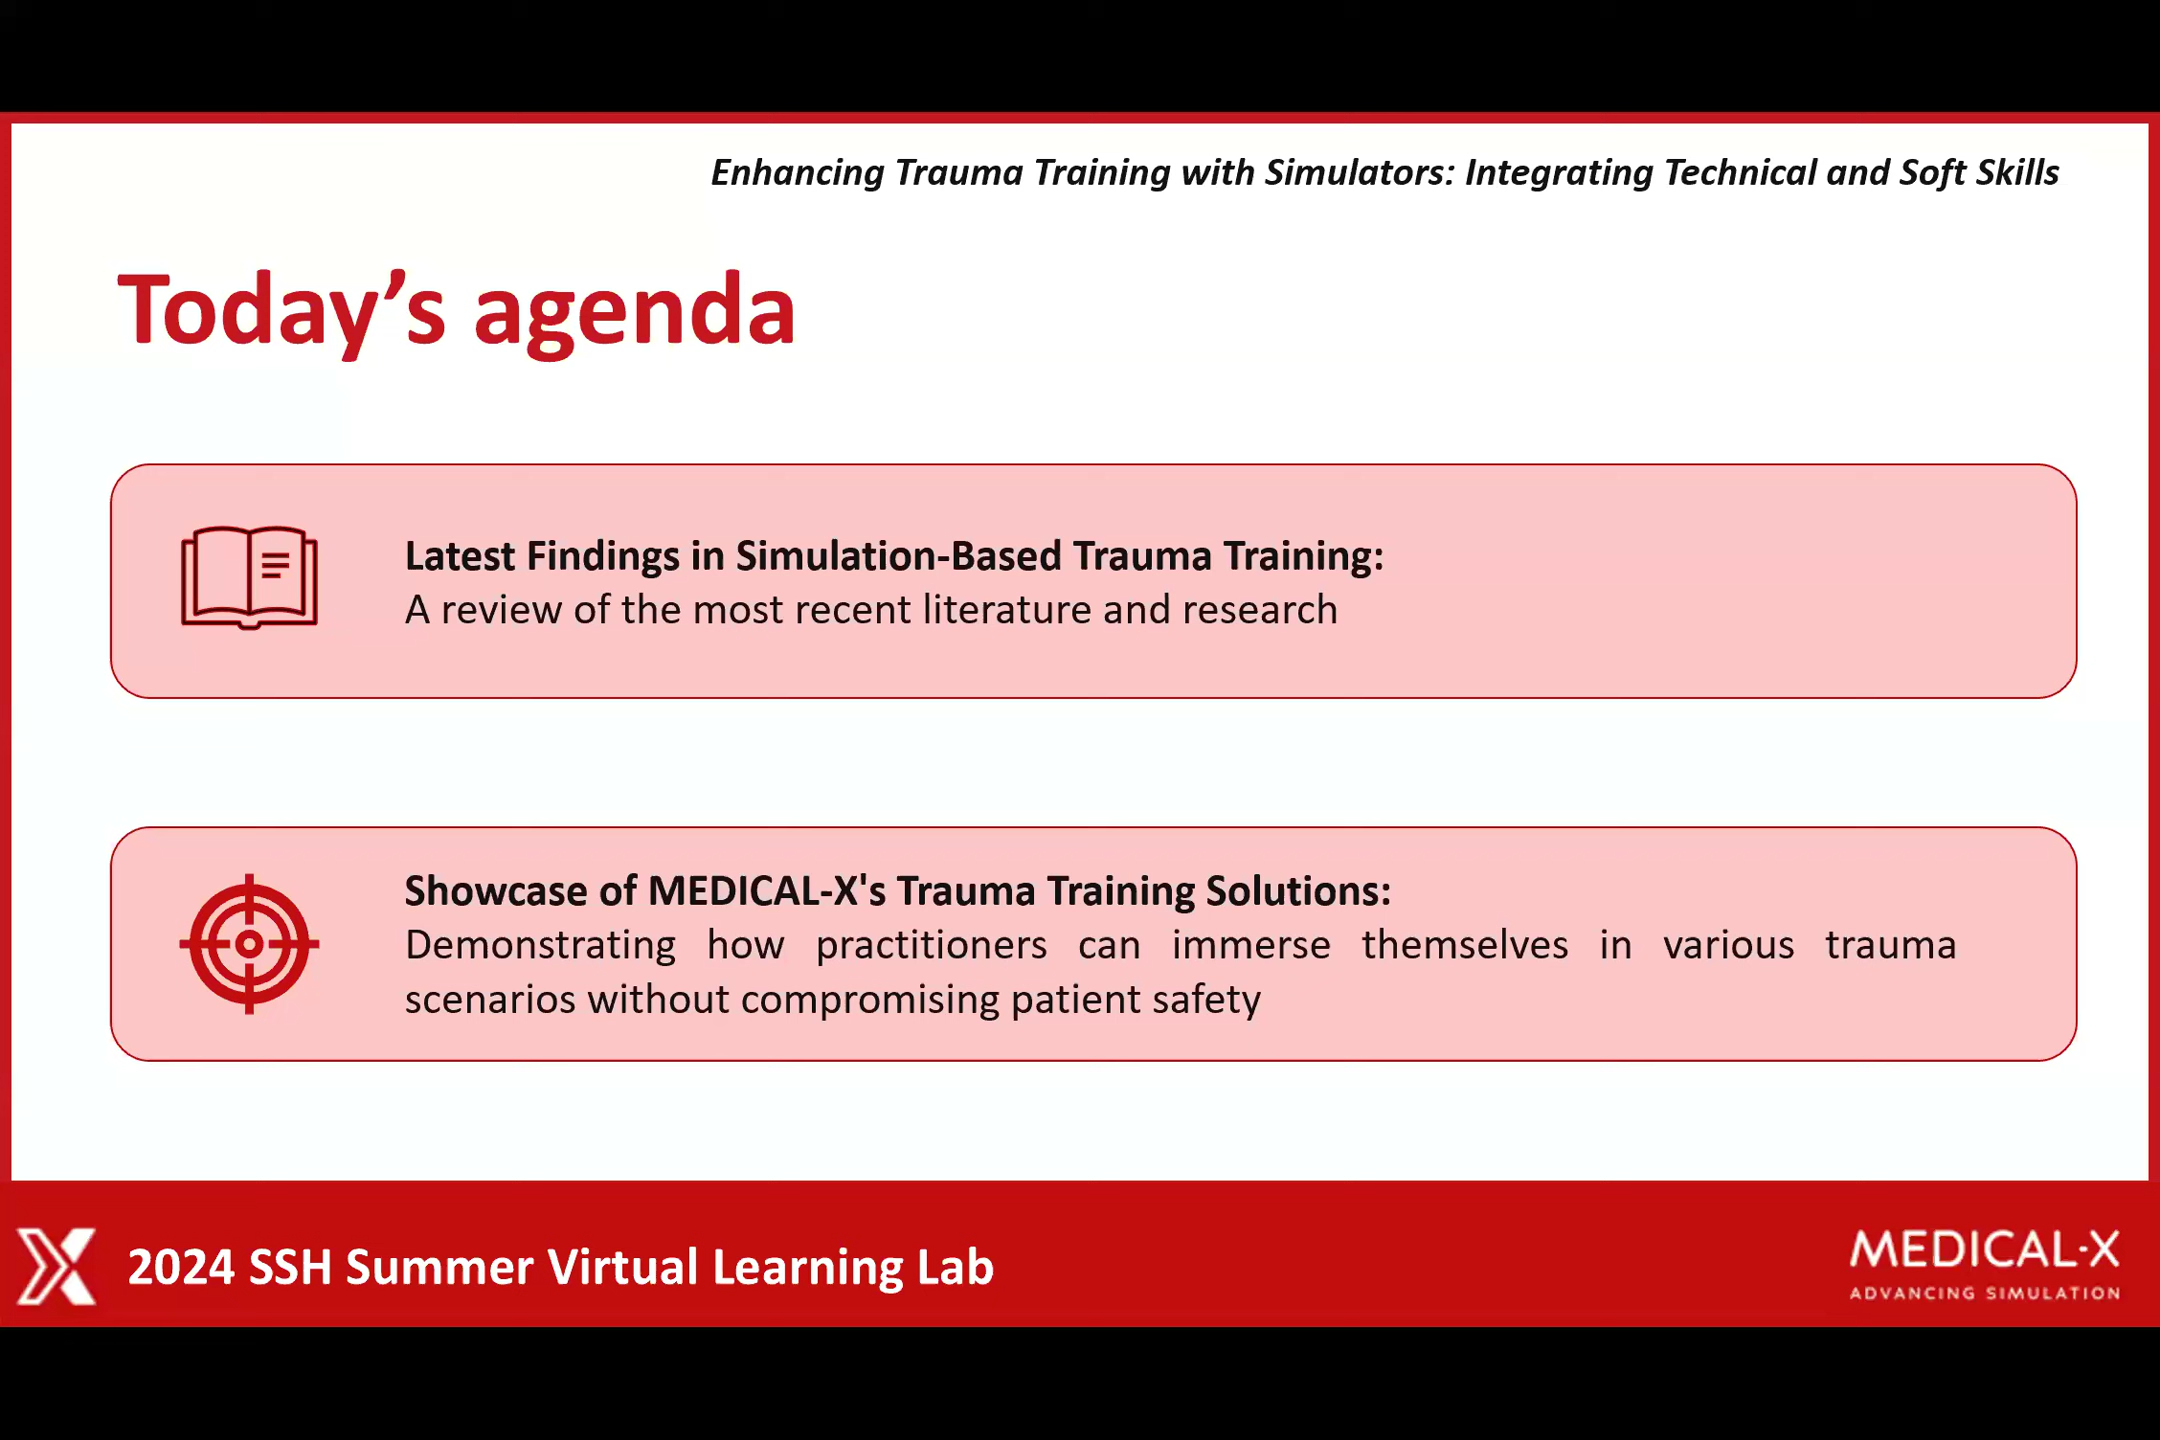 Enhancing Trauma Training with Simulators: Integrating Technical and Soft Skills
Today’s agenda
Latest Findings in Simulation-Based Trauma Training:
A review of the most recent literature and research
Showcase of MEDICAL-X's Trauma Training Solutions:
Demonstrating how practitioners can immerse themselves in various trauma
scenarios without compromising patient safety
2024 SSH Summer Virtual Learning Lab
MEDICAL-X
ADVANCING SIMULATION